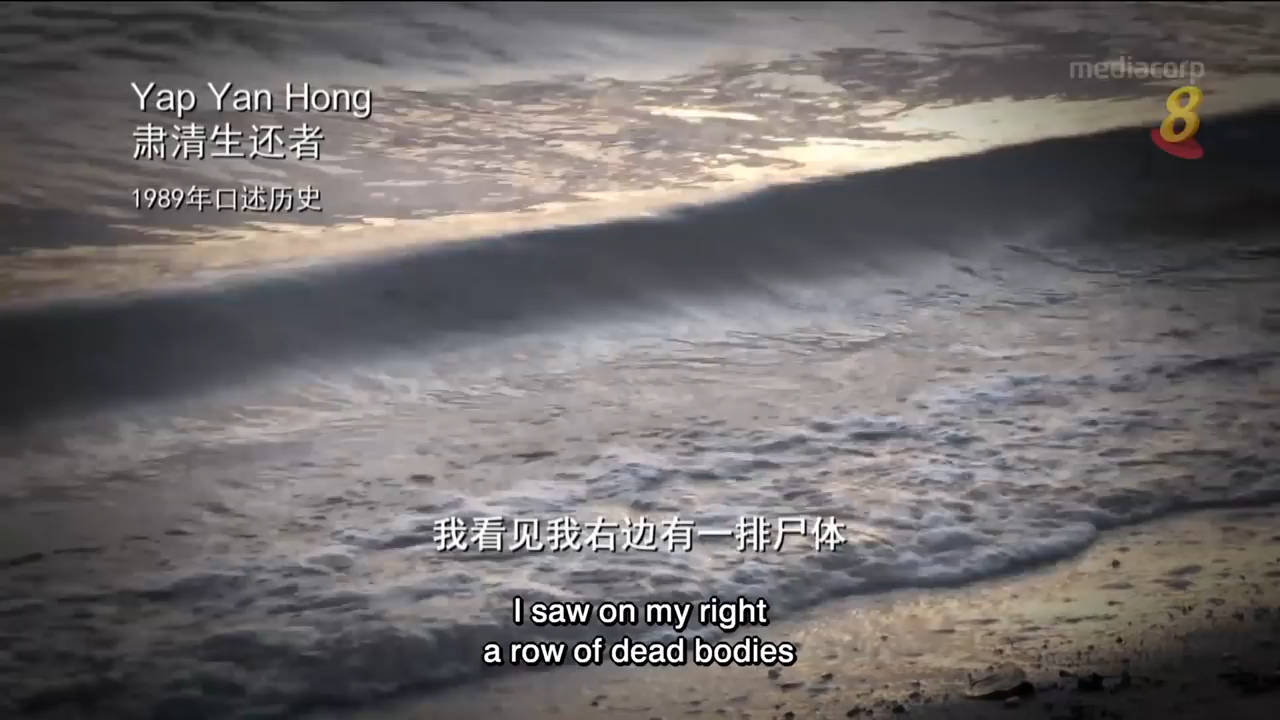 Yap Yan Hong
肃清生还者
1989年口述历史
mediacorp
8
我看见我右边有一排尸体
I saw on my right
a row of dead bodies